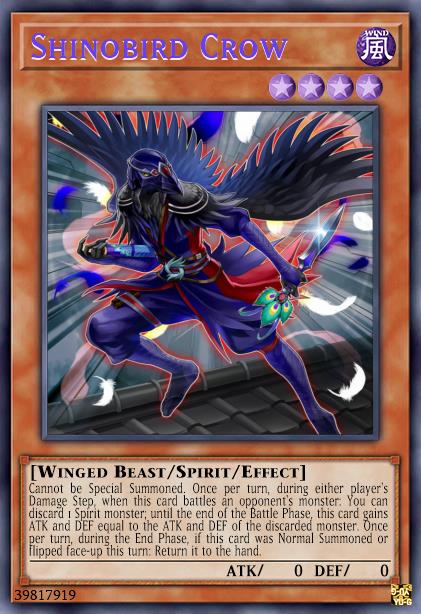 Shinobird Crow
WIND
風
[Winged Beast/Spirit/Effect]
Cannot be Special Summoned. Once per turn, during either player's
Damage Step, when this card battles an opponent's monster: You can
discard 1 Spirit monster; until the end of the Battle Phase, this card gains
ATK and DEF equal to the ATK and DEF of the discarded monster. Once
per turn, during the End Phase, if this card was Normal Summoned or
flipped face-up this turn: Return it to the hand.
ATK/ 0 DEF/ 0
39817919